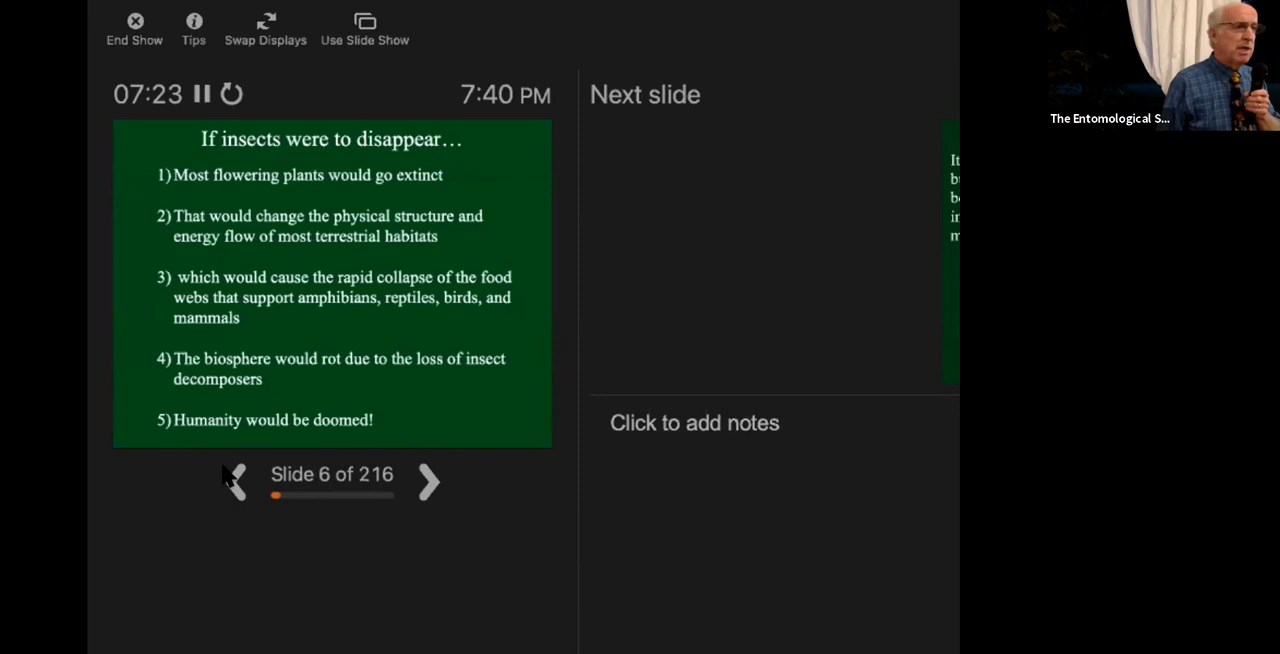 End Show Tips Swap Displays Use Slide Show
07:23 7:40 PM Next slide
If insects were to disappear…
1) Most flowering plants would go extinct
2) That would change the physical structure and
energy flow of most terrestrial habitats
3) which would cause the rapid collapse of the food
webs that support amphibians, reptiles, birds, and
mammals
4) The biosphere would rot due to the loss of insect
decomposers
5) Humanity would be doomed!
Slide 6 of 216
It
Click to add notes
The Entomological S...